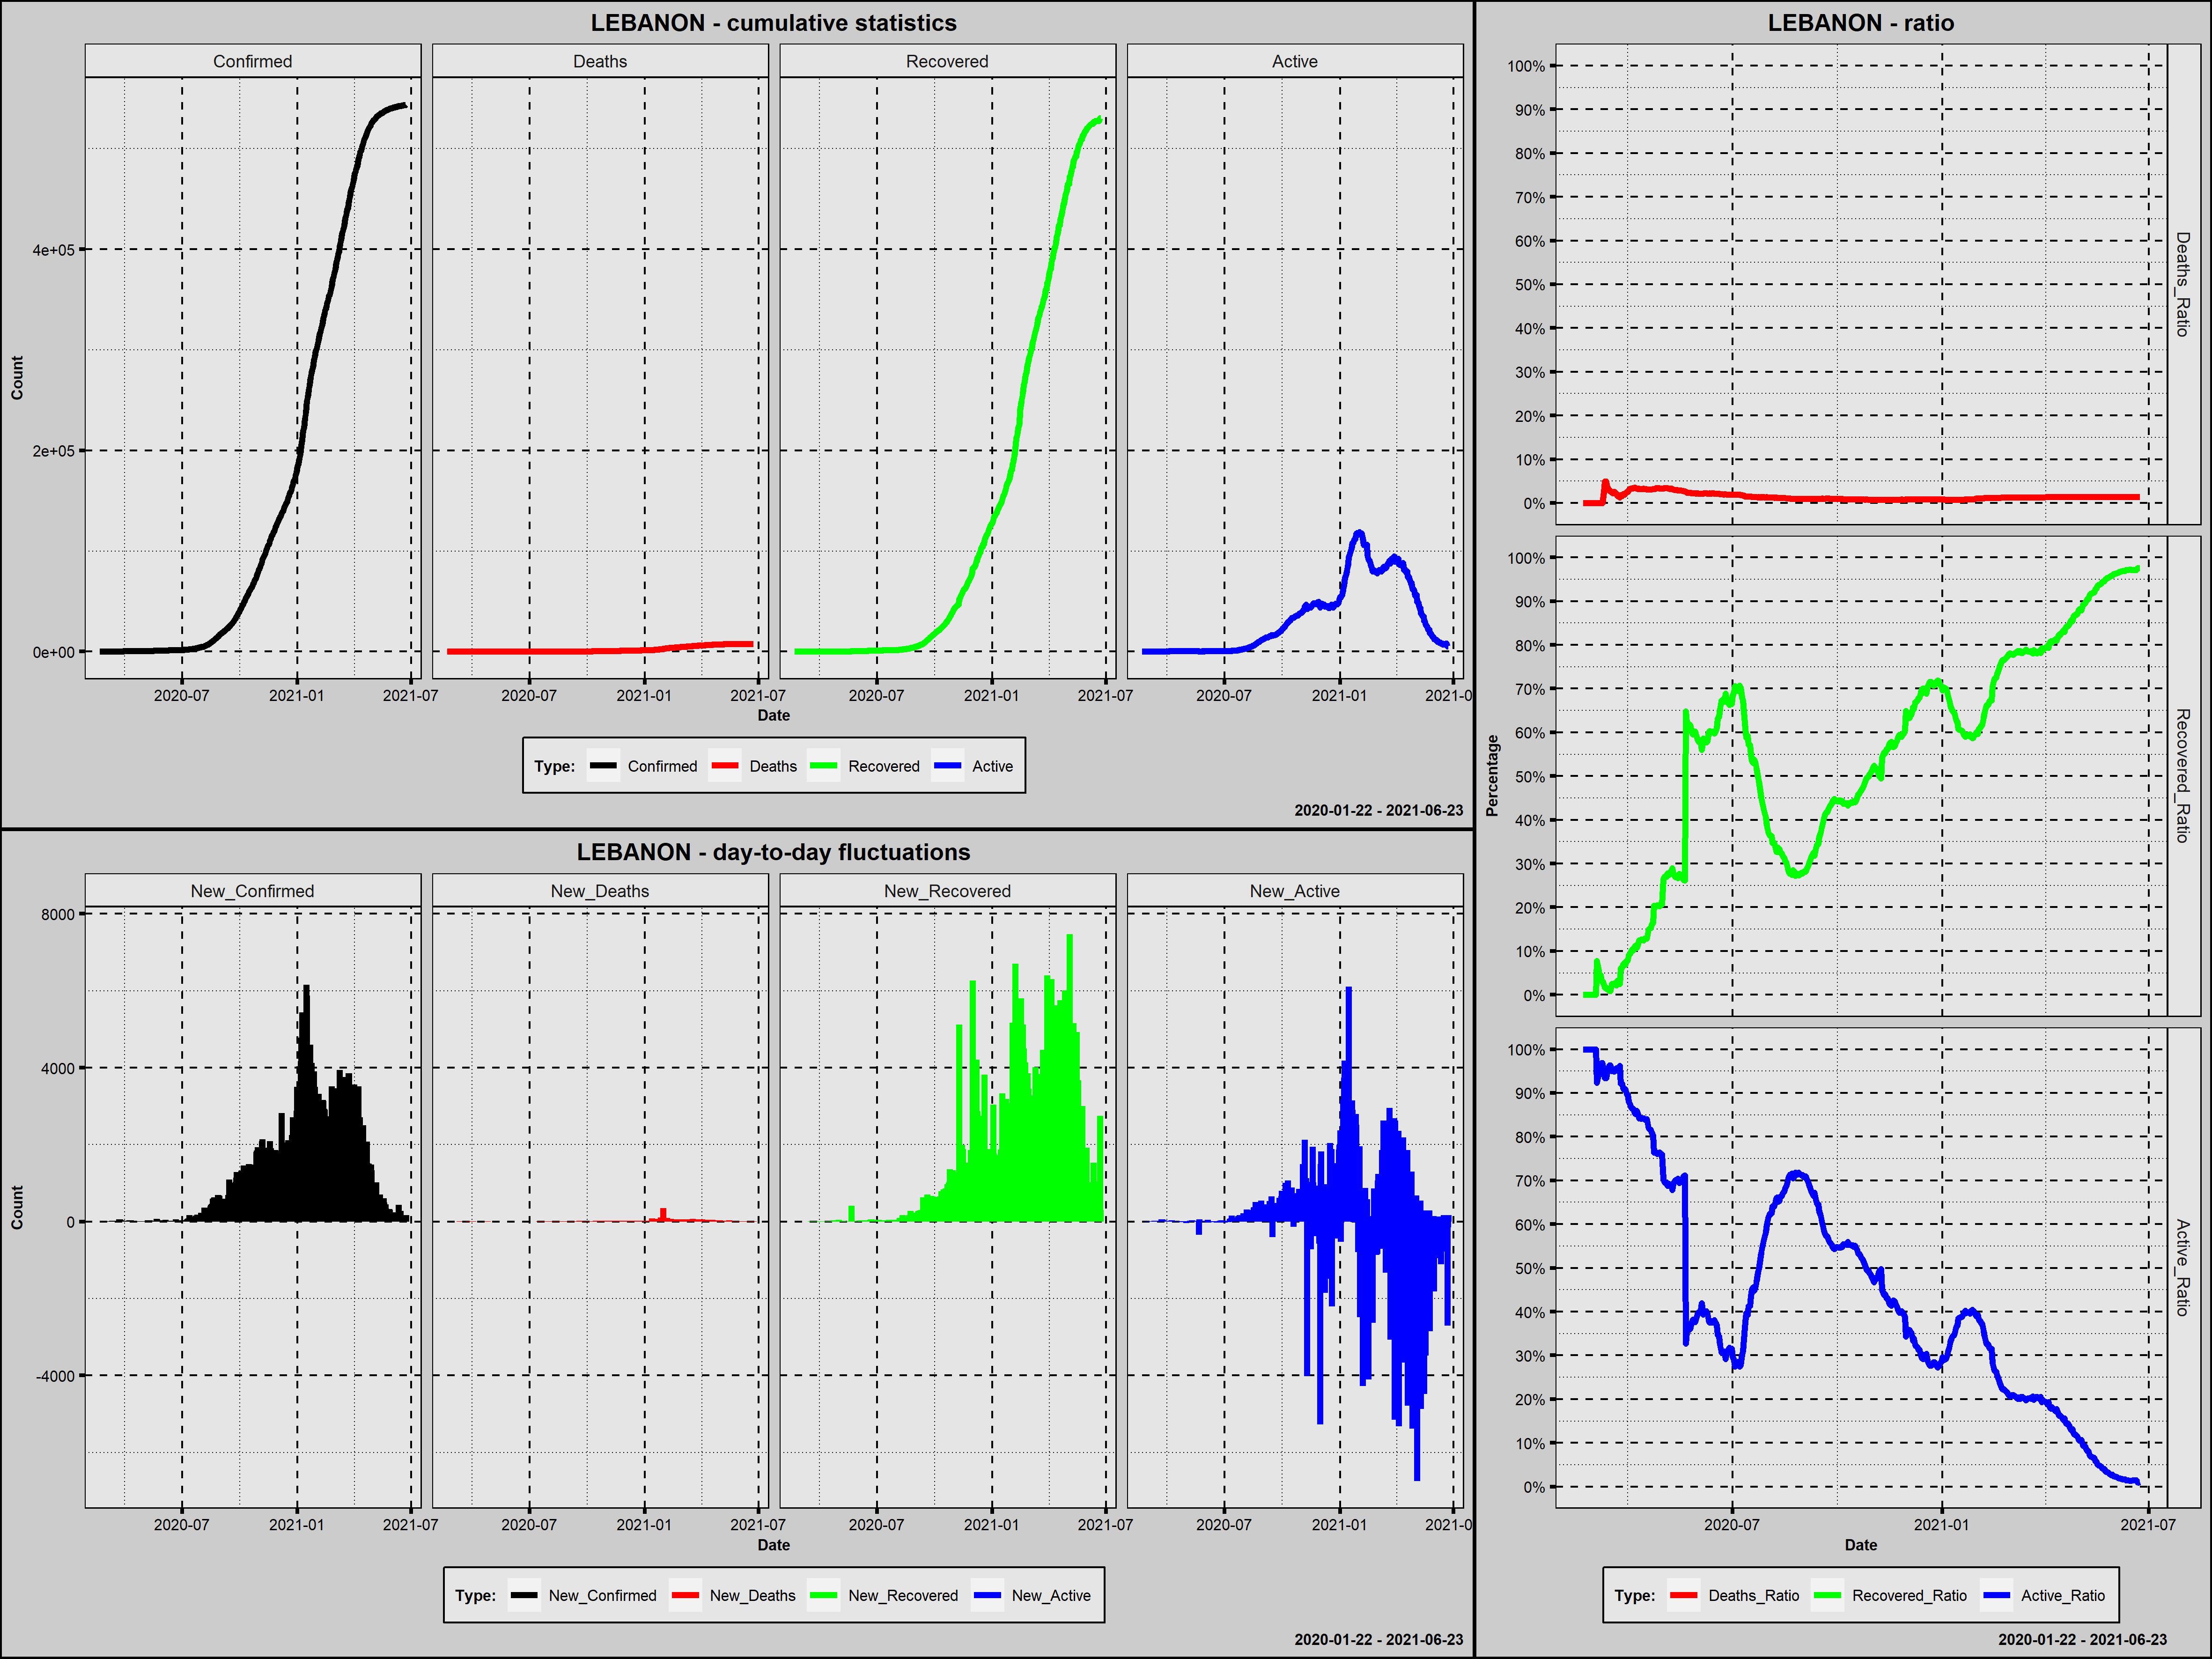 LEBANON - cumulative statistics
Confirmed Deaths Recovered Active
Count
4e+05
2e+05
0e+00
2020-07 2021-01 2021-07 2020-07 2021-01 2021-07 2020-07 2021-01 2021-07 2020-07 2021-01 2021-0
Date
Type: Confirmed Deaths Recovered Active
2020-01-22 - 2021-06-23
LEBANON - day-to-day fluctuations
New_Confirmed New_Deaths New_Recovered New_Active
Count
8000
4000
0
-4000
2020-07 2021-01 2021-07 2020-07 2021-01 2021-07 2020-07 2021-01 2021-07 2020-07 2021-01 2021-0
Date
Type: New_Confirmed New_Deaths New_Recovered New_Active
2020-01-22 - 2021-06-23
LEBANON - ratio
Percentage
100%
90%
80%
70%
60%
50%
40%
30%
20%
10%
0%
Deaths_Ratio
100%
90%
80%
70%
60%
50%
40%
30%
20%
10%
0%
Recovered_Ratio
100%
90%
80%
70%
60%
50%
40%
30%
20%
10%
0%
Active_Ratio
2020-07 2021-01 2021-07
Date
Type: Deaths_Ratio Recovered_Ratio Active_Ratio
2020-01-22 - 2021-06-23